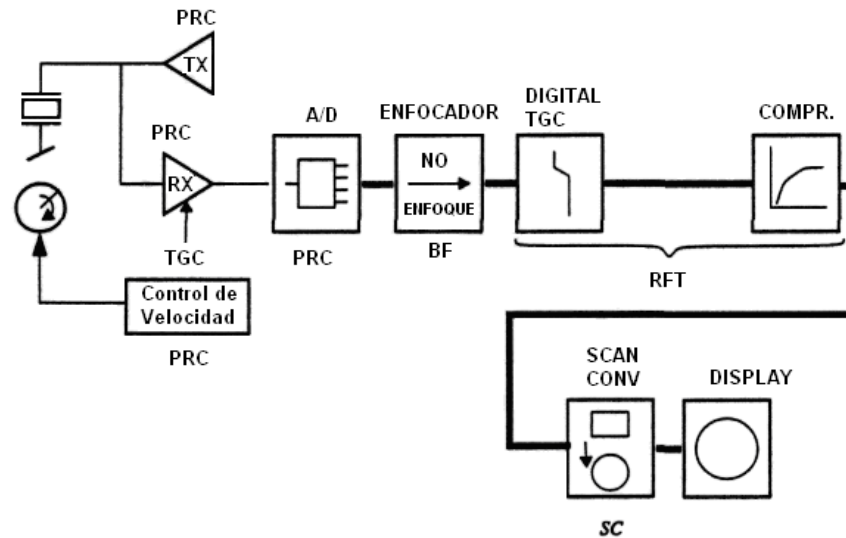 PRC
TX
PRC
RX
TGC
Control de
Velocidad
PRC
A/D
PRC
ENFOCADOR
NO
ENFOQUE
BF
DIGITAL
TGC
COMPR.
RFT
SCAN
CONV
DISPLAY
SC